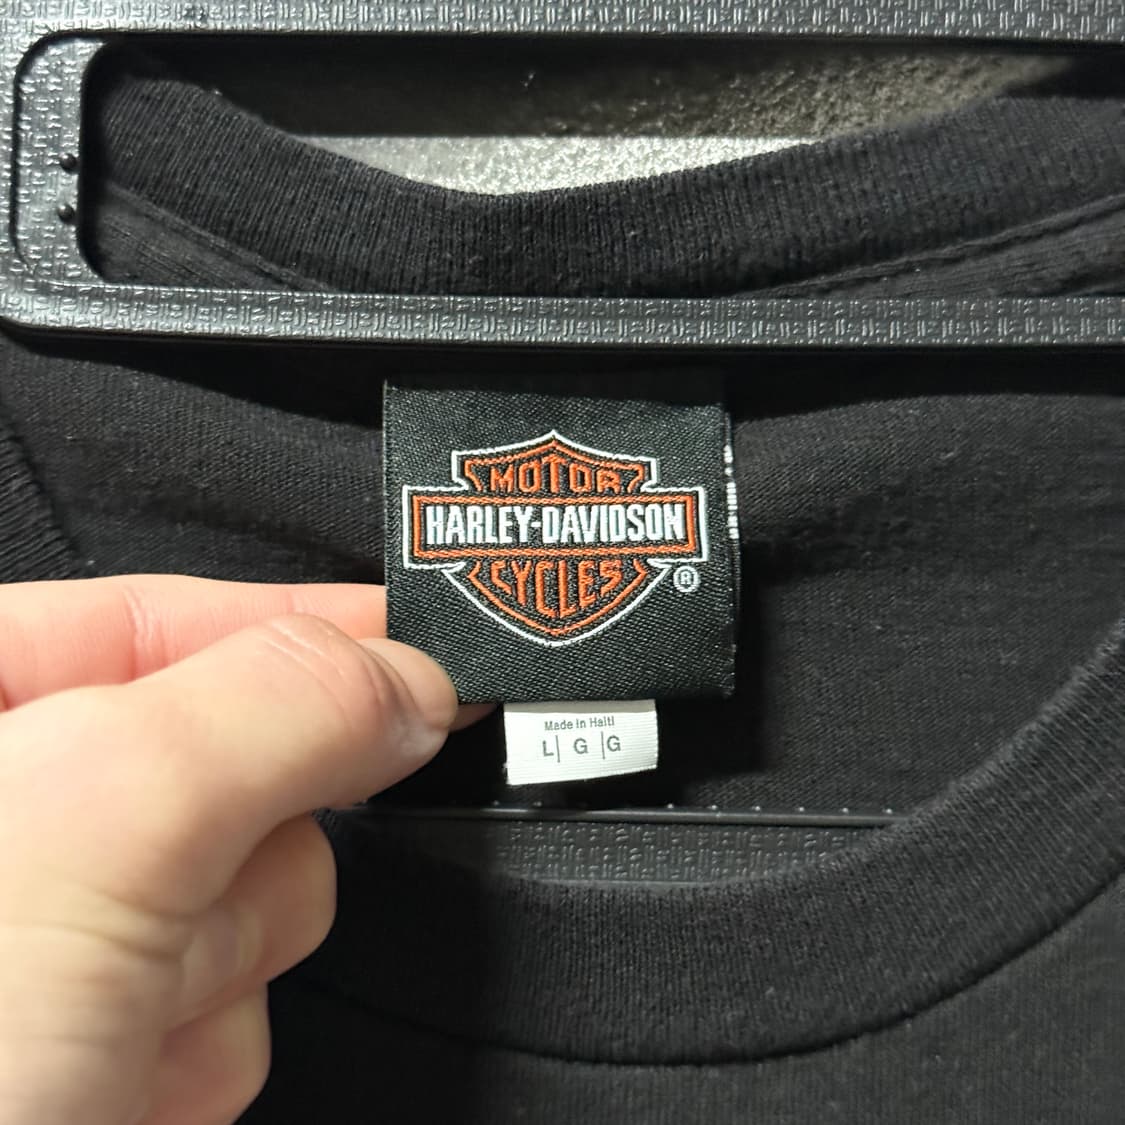 MOTOR
HARLEY-DAVIDSON
CYCLES
®
Made in Haiti
L| G |G